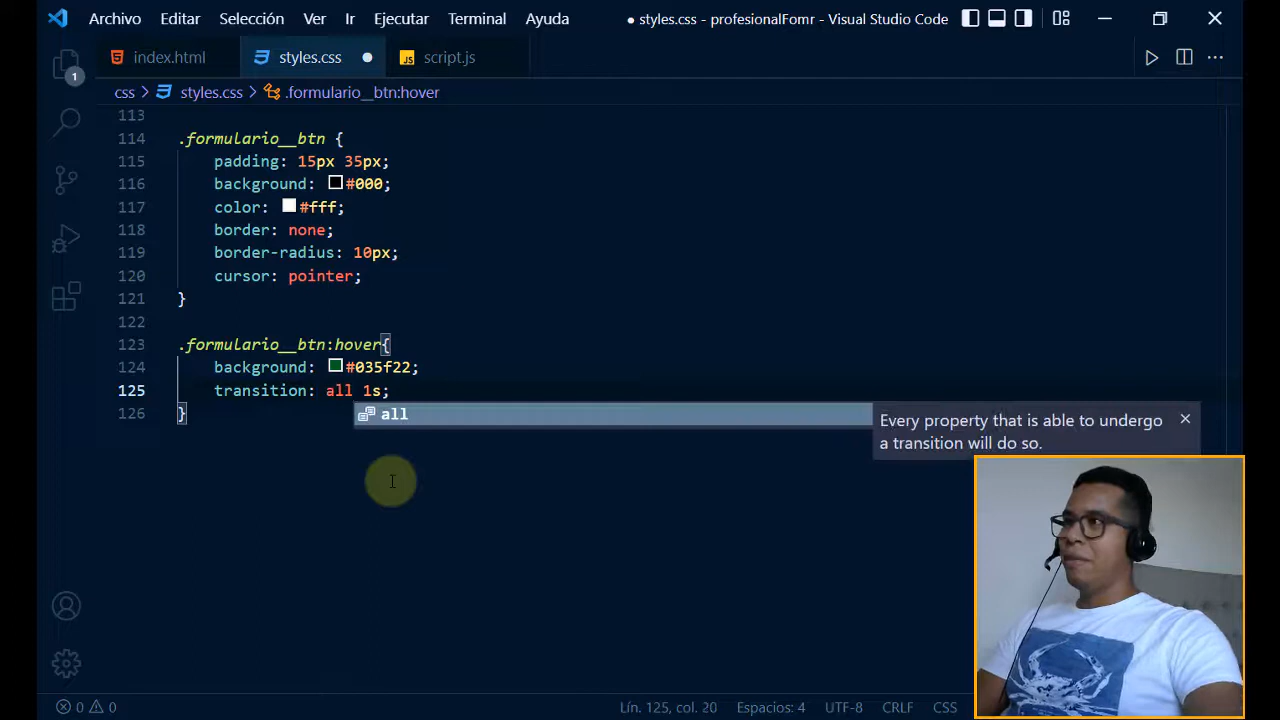 Archivo Editar Selección Ver Ir Ejecutar Terminal Ayuda ● styles.css - profesionalFomr - Visual Studio Code
index.html styles.css ● JS script.js
css > styles.css > .formulario__btn:hover
1
113
114 .formulario__btn {
115 padding: 15px 35px;
116 background: #000;
117 color: #fff;
118 border: none;
119 border-radius: 10px;
120 cursor: pointer;
121 }
122
123 .formulario__btn:hover{
124 background: #035f22;
125 transition: all 1s;
126 }
all
Every property that is able to undergo
a transition will do so.
0 0 Lín. 125, col. 20 Espacios: 4 UTF-8 CRLF CSS